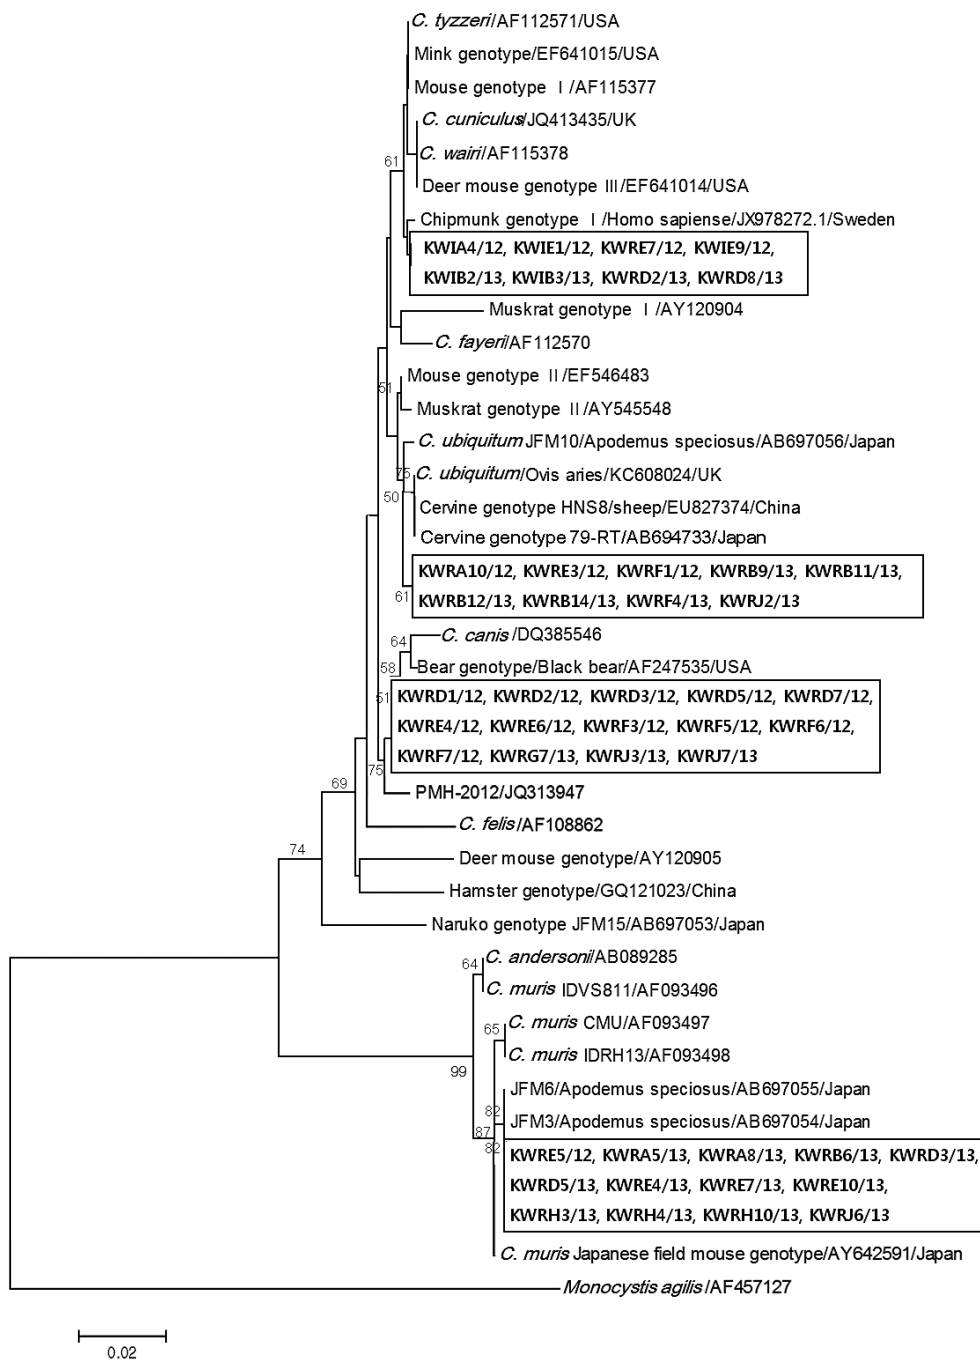 C. tyzzeri/AF112571/USA
Mink genotype/EF641015/USA
Mouse genotype Ⅰ/AF115377
C. cuniculus/JQ413435/UK
61
C. wairi/AF115378
Deer mouse genotype Ⅲ/EF641014/USA
Chipmunk genotype Ⅰ/Homo sapiense/JX978272.1/Sweden
KWIA4/12, KWIE1/12, KWRE7/12, KWIE9/12,
KWIB2/13, KWIB3/13, KWRD2/13, KWRD8/13
Muskrat genotype Ⅰ/AY120904
C. fayeri/AF112570
Mouse genotype Ⅱ/EF546483
51
Muskrat genotype Ⅱ/AY545548
C. ubiquitum JFM10/Apodemus speciosus/AB697056/Japan
75
C. ubiquitum/Ovis aries/KC608024/UK
50
Cervine genotype HNS8/sheep/EU827374/China
Cervine genotype 79-RT/AB694733/Japan
KWRA10/12, KWRE3/12, KWRF1/12, KWRB9/13, KWRB11/13,
KWRB12/13, KWRB14/13, KWRF4/13, KWRJ2/13
61
C. canis/DQ385546
64
58
Bear genotype/Black bear/AF247535/USA
51
KWRD1/12, KWRD2/12, KWRD3/12, KWRD5/12, KWRD7/12,
KWRE4/12, KWRE6/12, KWRF3/12, KWRF5/12, KWRF6/12,
KWRF7/12, KWRG7/13, KWRJ3/13, KWRJ7/13
75
69
PMH-2012/JQ313947
C. felis/AF108862
74
Deer mouse genotype/AY120905
Hamster genotype/GQ121023/China
Naruko genotype JFM15/AB697053/Japan
C. andersoni/AB089285
64
C. muris IDVS811/AF093496
C. muris CMU/AF093497
65
C. muris IDRH13/AF093498
99
JFM6/Apodemus speciosus/AB697055/Japan
82
JFM3/Apodemus speciosus/AB697054/Japan
87
82
KWRE5/12, KWRA5/13, KWRA8/13, KWRB6/13, KWRD3/13,
KWRD5/13, KWRE4/13, KWRE7/13, KWRE10/13,
KWRH3/13, KWRH4/13, KWRH10/13, KWRJ6/13
C. muris Japanese field mouse genotype/AY642591/Japan
Monocystis agilis/AF457127
0.02